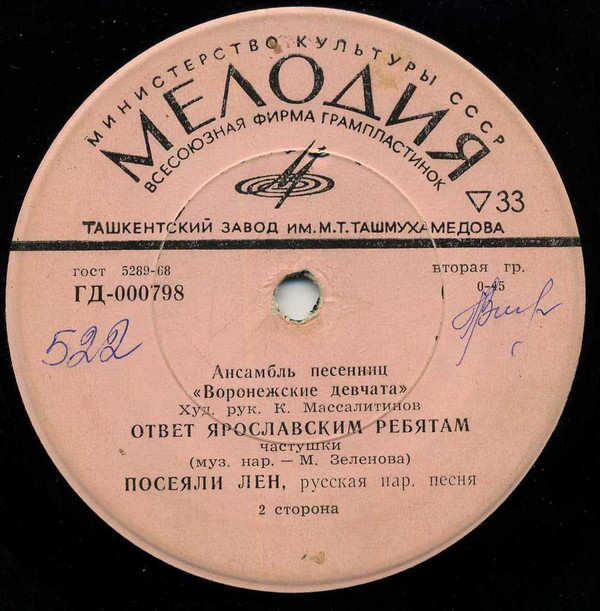 МИНИСТЕРСТВО КУЛЬТУРЫ СССР
МЕЛОДИЯ
ВСЕСОЮЗНАЯ ФИРМА ГРАМПЛАСТИНОК
33
ТАШКЕНТСКИЙ ЗАВОД ИМ. М.Т. ТАШМУХАМЕДОВА
гост 5289-68
вторая гр.
ГД-000798
0-45
522
Ансамбль песенниц
«Воронежские девчата»
Худ. рук. К. Массалитинов
ОТВЕТ ЯРОСЛАВСКИМ РЕБЯТАМ
частушки
(муз. нар. — М. Зеленова)
ПОСЕЯЛИ ЛЕН, русская нар. песня
2 сторона